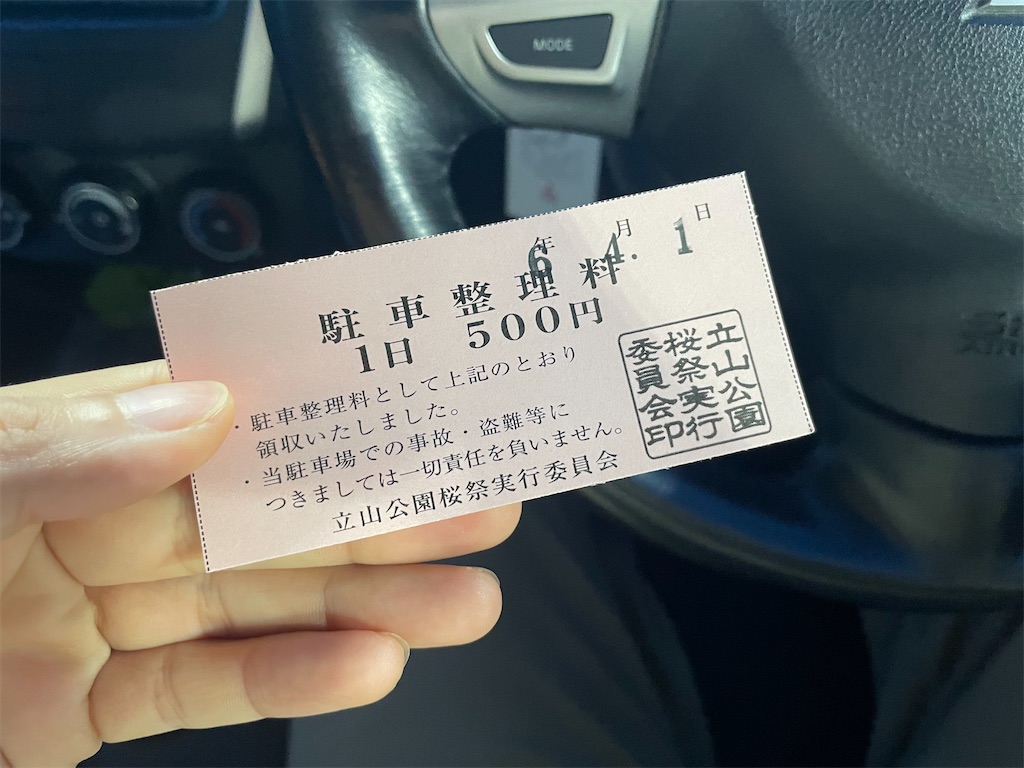 MODE
6年 4月 1日
駐車整理料
1日 500円
・駐車整理料として上記のとおり
領収いたしました。
・当駐車場での事故・盗難等に
つきましては一切責任を負いません。
立山公園桜祭実行委員会
立山公園
桜祭実行
委員会印